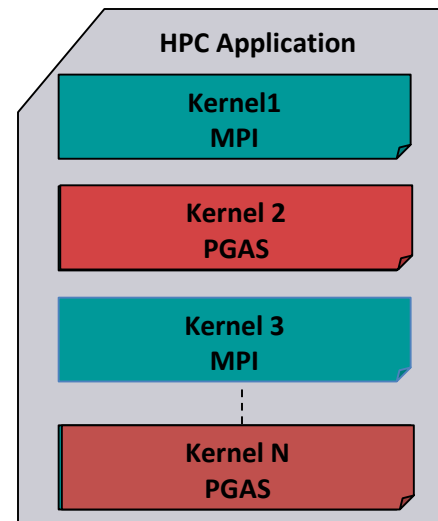 HPC Application
Kernel1
MPI
Kernel 2
PGAS
Kernel 3
MPI
Kernel N
PGAS